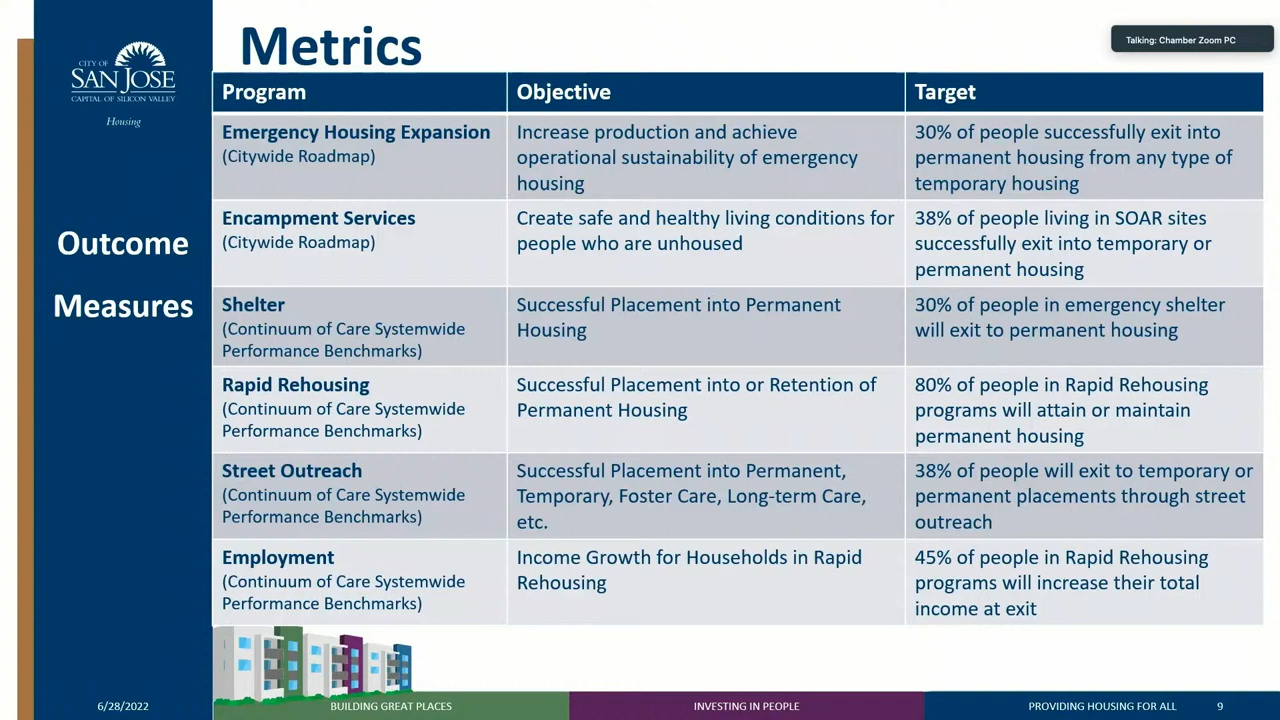 Metrics
Talking: Chamber Zoom PC
CITY OF
SAN JOSE
CAPITAL OF SILICON VALLEY
Housing
Outcome
Measures
Program
Objective
Target
Emergency Housing Expansion
(Citywide Roadmap)
Increase production and achieve
operational sustainability of emergency
housing
30% of people successfully exit into
permanent housing from any type of
temporary housing
Encampment Services
(Citywide Roadmap)
Create safe and healthy living conditions for
people who are unhoused
38% of people living in SOAR sites
successfully exit into temporary or
permanent housing
Shelter
(Continuum of Care Systemwide
Performance Benchmarks)
Successful Placement into Permanent
Housing
30% of people in emergency shelter
will exit to permanent housing
Rapid Rehousing
(Continuum of Care Systemwide
Performance Benchmarks)
Successful Placement into or Retention of
Permanent Housing
80% of people in Rapid Rehousing
programs will attain or maintain
permanent housing
Street Outreach
(Continuum of Care Systemwide
Performance Benchmarks)
Successful Placement into Permanent,
Temporary, Foster Care, Long-term Care,
etc.
38% of people will exit to temporary or
permanent placements through street
outreach
Employment
(Continuum of Care Systemwide
Performance Benchmarks)
Income Growth for Households in Rapid
Rehousing
45% of people in Rapid Rehousing
programs will increase their total
income at exit
6/28/2022
BUILDING GREAT PLACES
INVESTING IN PEOPLE
PROVIDING HOUSING FOR ALL
9